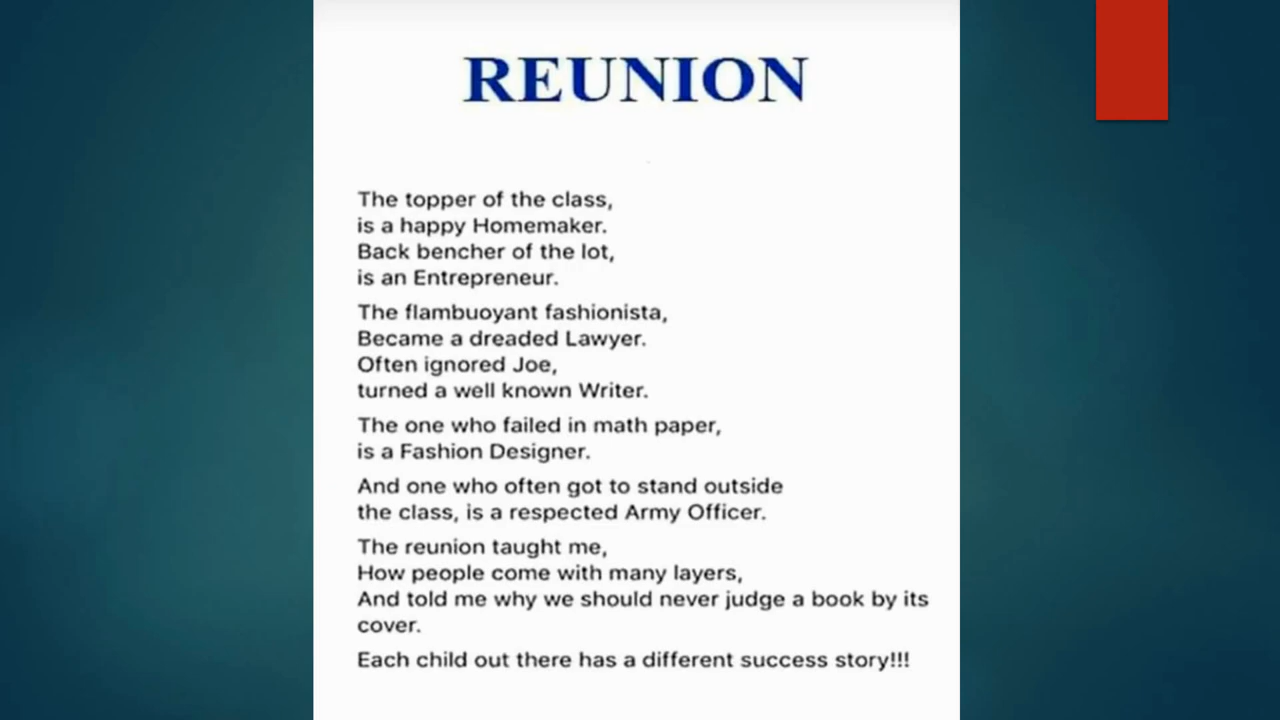 REUNION
The topper of the class,
is a happy Homemaker.
Back bencher of the lot,
is an Entrepreneur.
The flambuoyant fashionista,
Became a dreaded Lawyer.
Often ignored Joe,
turned a well known Writer.
The one who failed in math paper,
is a Fashion Designer.
And one who often got to stand outside
the class, is a respected Army Officer.
The reunion taught me,
How people come with many layers,
And told me why we should never judge a book by its
cover.
Each child out there has a different success story!!!